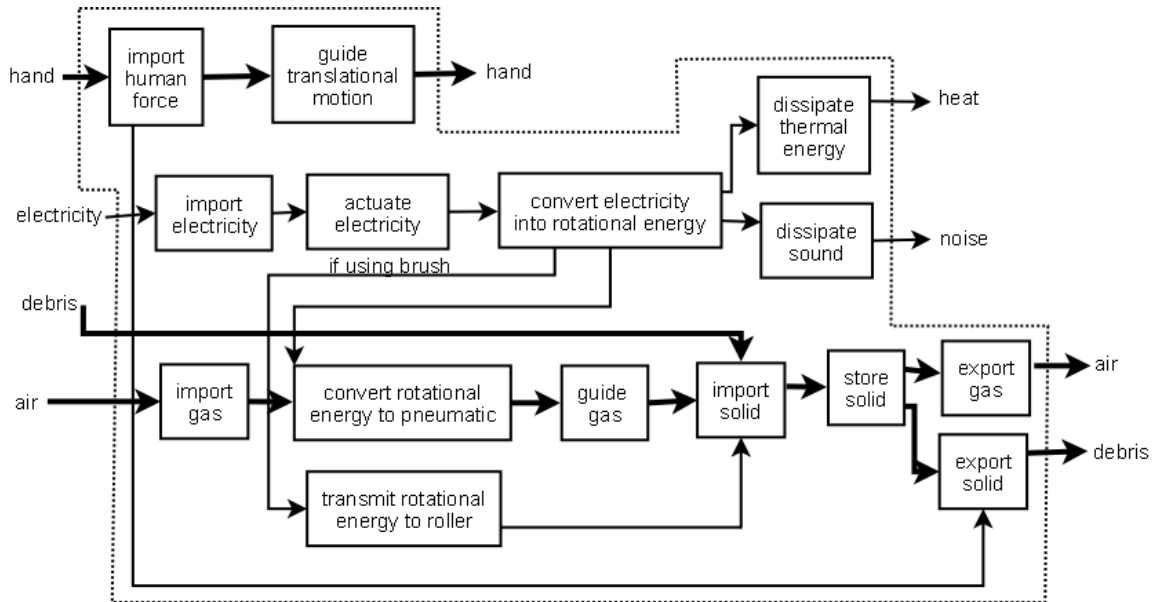 hand
import
human
force
guide
translational
motion
hand
dissipate
thermal
energy
heat
electricity
import
electricity
actuate
electricity
convert electricity
into rotational energy
dissipate
sound
noise
if using brush
debris
air
import
gas
convert rotational
energy to pneumatic
guide
gas
import
solid
store
solid
export
gas
air
export
solid
debris
transmit rotational
energy to roller